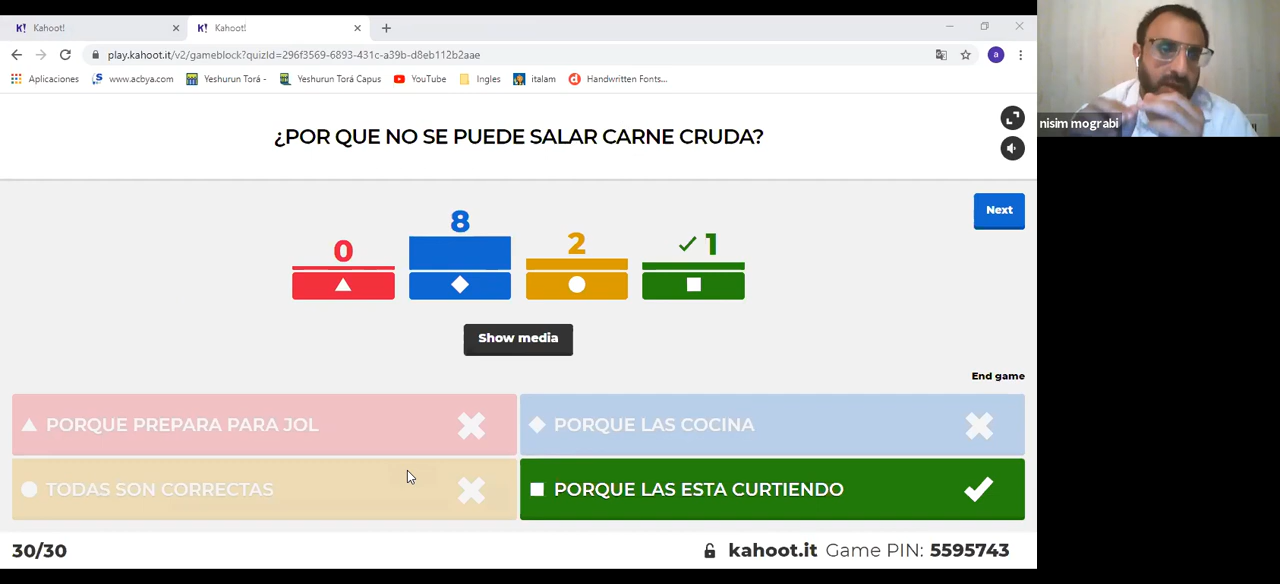 Kahoot!
Kahoot!
play.kahoot.it/v2/gameblock?quizId=296f3569-6893-431c-a39b-d8eb112b2aae
a
Aplicaciones www.acbya.com Yeshurun Torá - Yeshurun Torá Capus YouTube Ingles italam Handwritten Fonts...
nisim mograbi
¿POR QUE NO SE PUEDE SALAR CARNE CRUDA?
Next
0 8 2 1
Show media
End game
PORQUE PREPARA PARA JOL
PORQUE LAS COCINA
TODAS SON CORRECTAS
PORQUE LAS ESTA CURTIENDO
30/30
kahoot.it Game PIN: 5595743